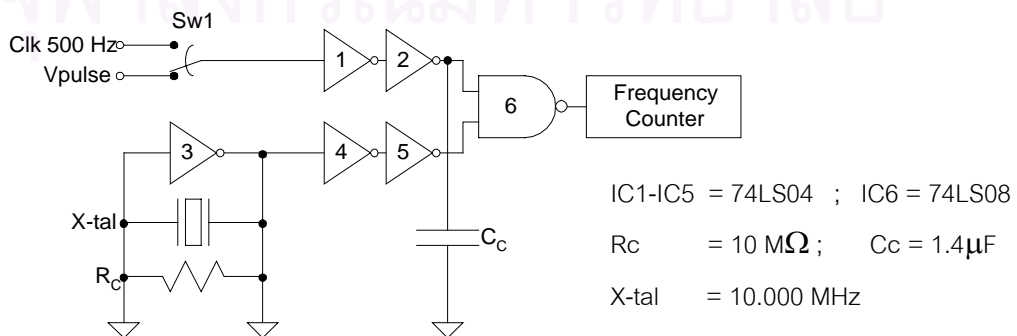 Sw1
Clk 500 Hz
Vpulse
1
2
6
Frequency
Counter
3
4
5
X-tal
R_C
C_C
IC1-IC5 = 74LS04 ; IC6 = 74LS08
Rc = 10 MΩ ; Cc = 1.4μF
X-tal = 10.000 MHz